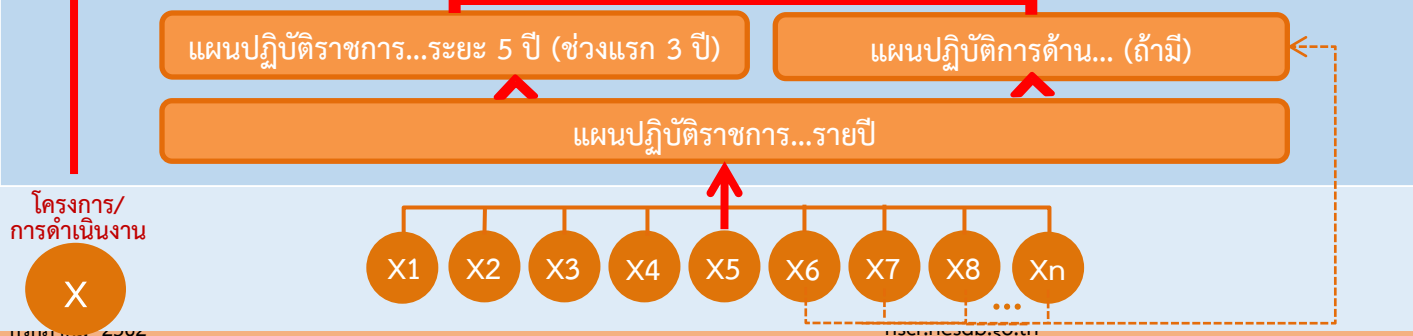 แผนปฏิบัติราชการ...ระยะ 5 ปี (ช่วงแรก 3 ปี)
แผนปฏิบัติการด้าน... (ถ้ามี)
แผนปฏิบัติราชการ...รายปี
โครงการ/
การดำเนินงาน
X
X1 X2 X3 X4 X5 X6 X7 X8 Xn
...